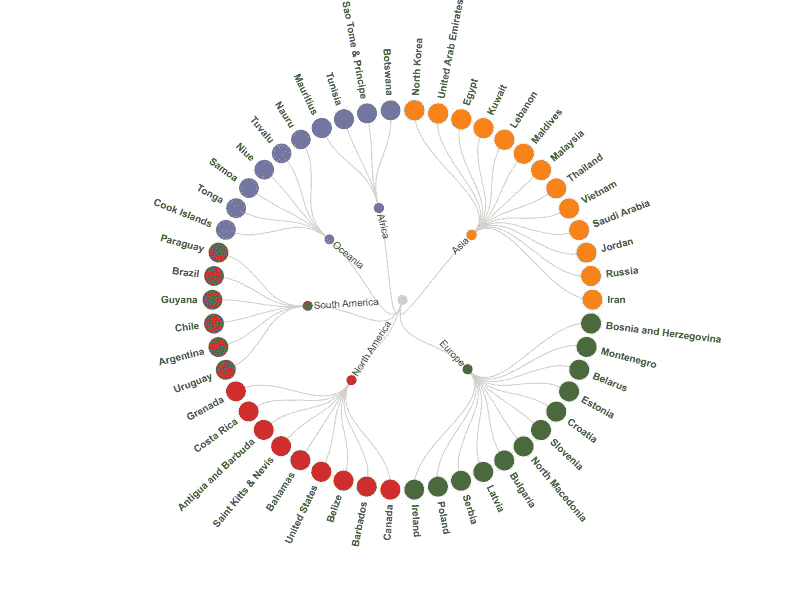 North Korea
United Arab Emirates
Egypt
Kuwait
Lebanon
Maldives
Malaysia
Thailand
Vietnam
Saudi Arabia
Jordan
Russia
Iran
Bosnia and Herzegovina
Montenegro
Belarus
Estonia
Croatia
Slovenia
North Macedonia
Bulgaria
Latvia
Serbia
Poland
Ireland
Canada
Barbados
Belize
United States
Bahamas
Saint Kitts & Nevis
Antigua and Barbuda
Costa Rica
Grenada
Uruguay
Argentina
Chile
Guyana
Brazil
Paraguay
Cook Islands
Tonga
Samoa
Niue
Tuvalu
Nauru
Mauritius
Tunisia
Sao Tome & Principe
Botswana
Asia
Europe
North America
South America
Oceania
Africa